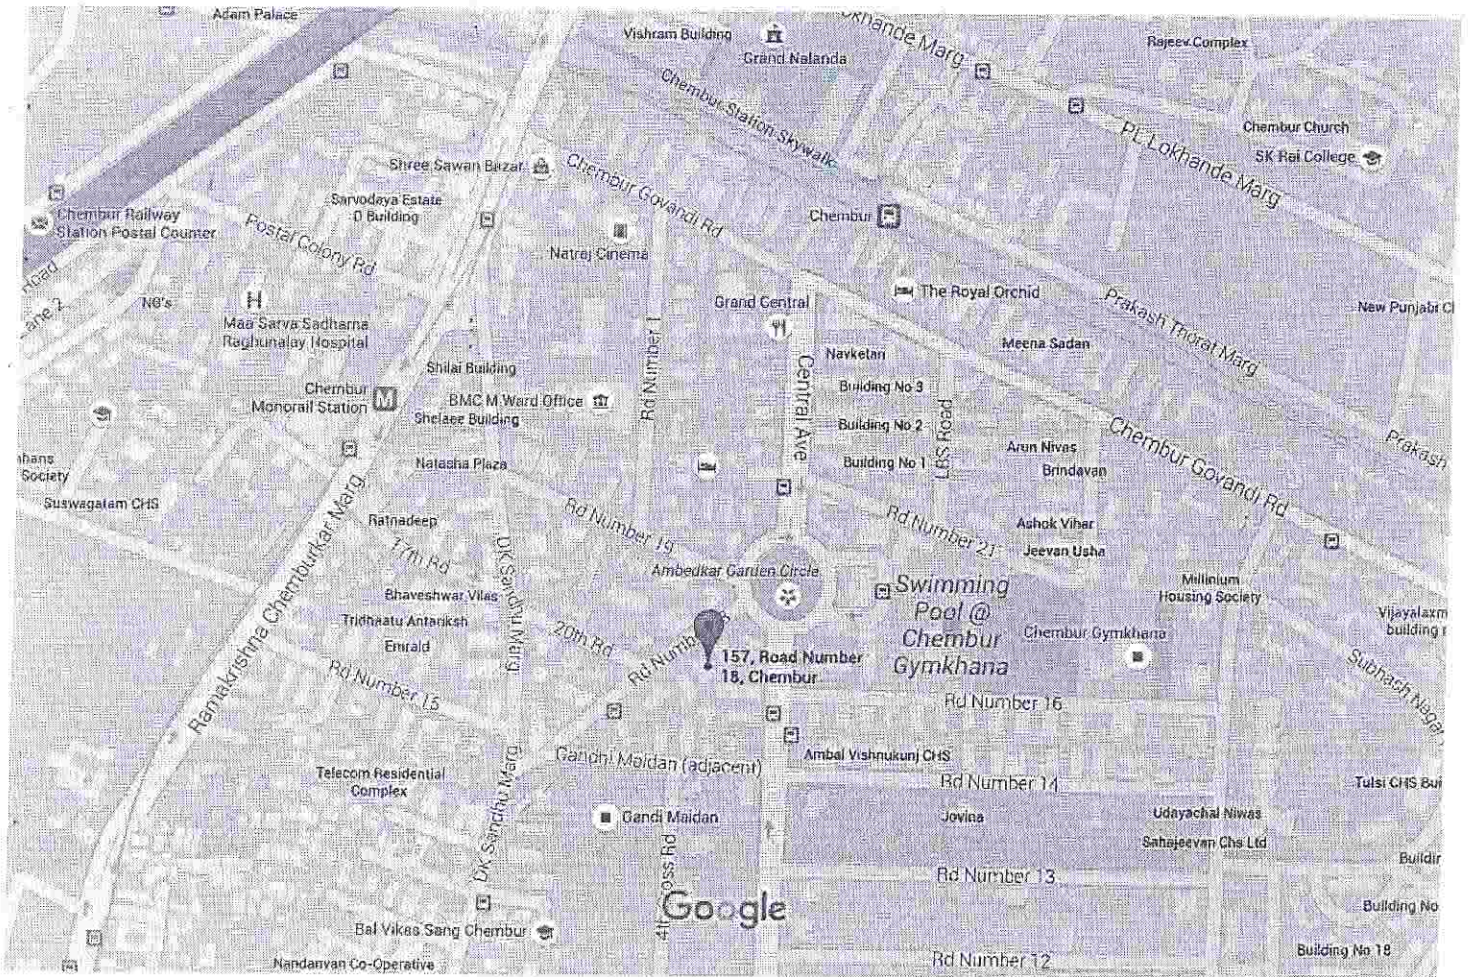 Adam Palace
Vishram Building
Grand Nalanda
Lokhande Marg
Rajeev Complex
Chembur Station Skywalk
PL Lokhande Marg
Chembur Church
SK Rai College
Shree Sawan Bazar
Chembur Govandi Rd
Sarvodaya Estate
D Building
Chembur Railway
Station Postal Counter
Postal Colony Rd
Chembur
Natraj Cinema
The Royal Orchid
Prakash Thorat Marg
NG's
Grand Central
New Punjabi
Maa Sarva Sadharna
Raghunalay Hospital
Rd Number 1
Navketan
Meena Sadan
Central Ave
Shilai Building
Building No 3
Chembur
Monorail Station
M
BMC M Ward Office
Shelaee Building
Building No 2
LBS Road
Chembur Govandi Rd
Prakash
Building No 1
Arun Nivas
Brindavan
Natasha Plaza
Society
Suswagatam CHS
Ramakrishna Chemburkar Marg
Ratnadeep
17th Rd
Rd Number 19
Rd Number 21
Ashok Vihar
Jeevan Usha
DK Sandhu Marg
Ambedkar Garden Circle
Swimming
Pool @
Chembur
Gymkhana
Millinium
Housing Society
Bhaveshwar Vilas
Tridhaatu Antariksh
Emrald
20th Rd
157, Road Number
18, Chembur
Chembur Gymkhana
Subhash Nagar
Rd Number 15
Rd Number 16
Gandhi Maidan (adjacent)
Ambal Vishnukunj CHS
Telecom Residential
Complex
DK Sandhu Marg
Rd Number 14
Gandi Maidan
Jovina
Udayachal Niwas
Sahajeevan Chs Ltd
Tulsi CHS
Rd Number 13
Google
Building No
Bal Vikas Sang Chembur
Nandanvan Co-Operative
Rd Number 12
Building No 18